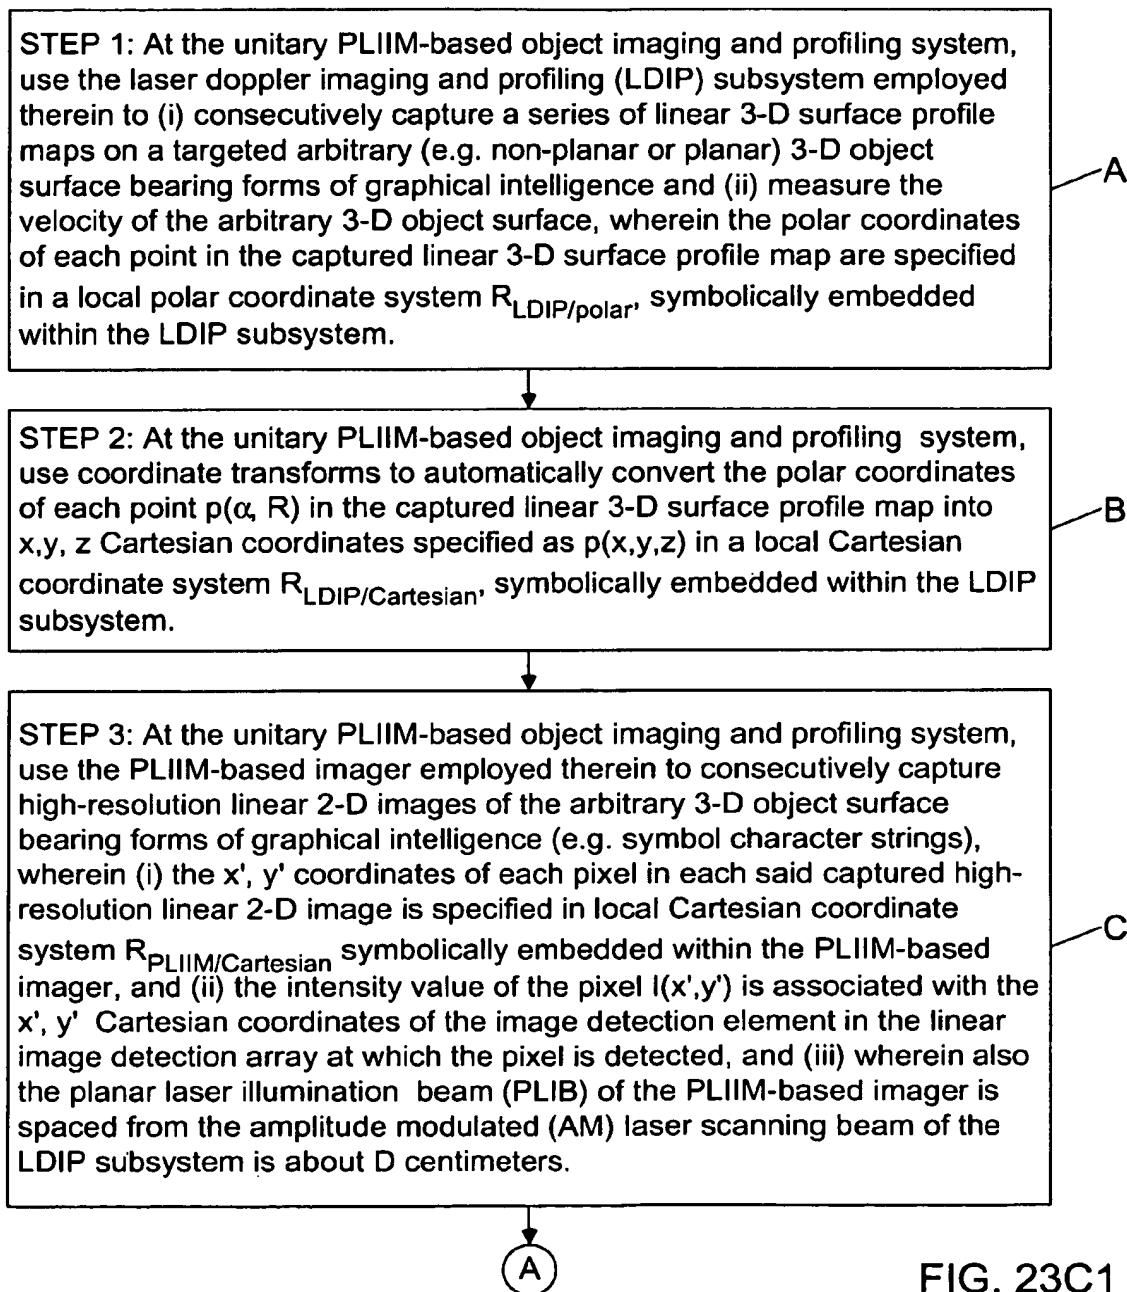 STEP 1: At the unitary PLIIM-based object imaging and profiling system,
use the laser doppler imaging and profiling (LDIP) subsystem employed
therein to (i) consecutively capture a series of linear 3-D surface profile
maps on a targeted arbitrary (e.g. non-planar or planar) 3-D object
surface bearing forms of graphical intelligence and (ii) measure the
velocity of the arbitrary 3-D object surface, wherein the polar coordinates
of each point in the captured linear 3-D surface profile map are specified
in a local polar coordinate system R_LDIP/polar, symbolically embedded
within the LDIP subsystem.
A
STEP 2: At the unitary PLIIM-based object imaging and profiling system,
use coordinate transforms to automatically convert the polar coordinates
of each point p(α, R) in the captured linear 3-D surface profile map into
x,y, z Cartesian coordinates specified as p(x,y,z) in a local Cartesian
coordinate system R_LDIP/Cartesian, symbolically embedded within the LDIP
subsystem.
B
STEP 3: At the unitary PLIIM-based object imaging and profiling system,
use the PLIIM-based imager employed therein to consecutively capture
high-resolution linear 2-D images of the arbitrary 3-D object surface
bearing forms of graphical intelligence (e.g. symbol character strings),
wherein (i) the x', y' coordinates of each pixel in each said captured high-
resolution linear 2-D image is specified in local Cartesian coordinate
system R_PLIIM/Cartesian symbolically embedded within the PLIIM-based
imager, and (ii) the intensity value of the pixel I(x',y') is associated with the
x', y' Cartesian coordinates of the image detection element in the linear
image detection array at which the pixel is detected, and (iii) wherein also
the planar laser illumination beam (PLIB) of the PLIIM-based imager is
spaced from the amplitude modulated (AM) laser scanning beam of the
LDIP subsystem is about D centimeters.
C
A
FIG. 23C1